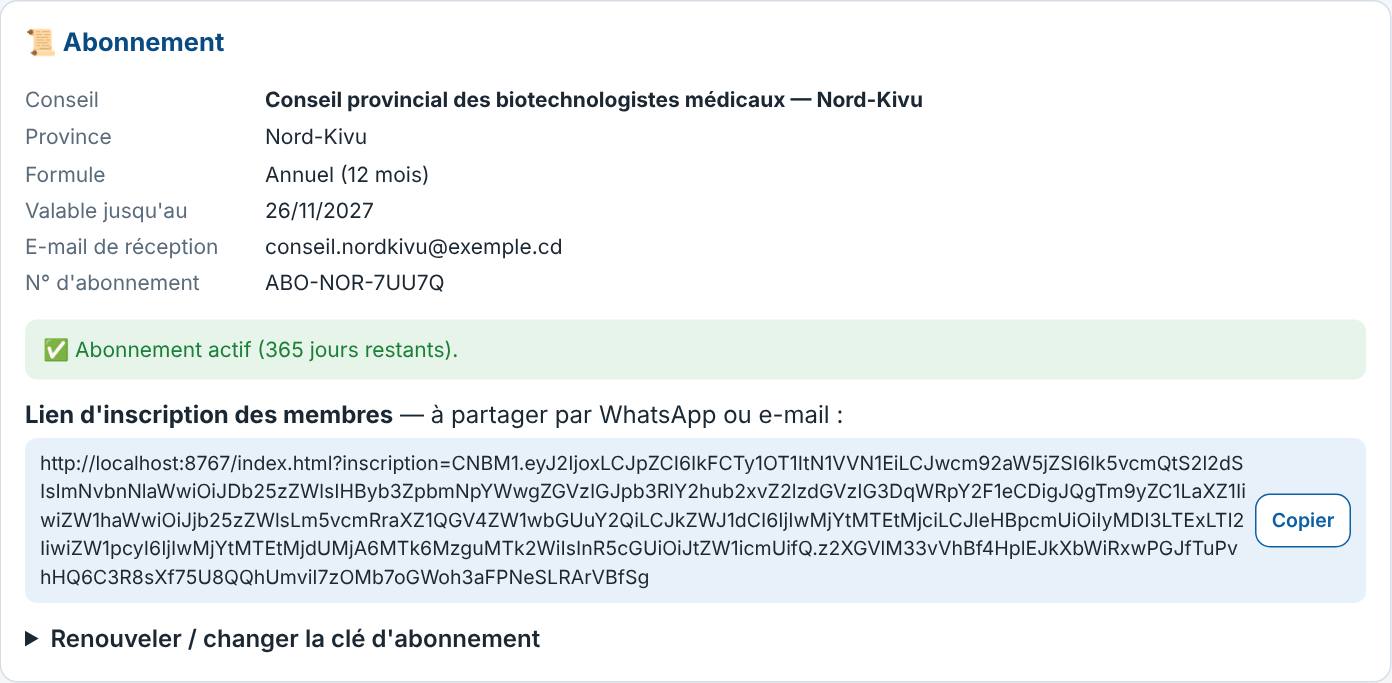 📜 Abonnement
Conseil Conseil provincial des biotechnologistes médicaux — Nord-Kivu
Province Nord-Kivu
Formule Annuel (12 mois)
Valable jusqu'au 26/11/2027
E-mail de réception conseil.nordkivu@exemple.cd
N° d'abonnement ABO-NOR-7UU7Q
✅ Abonnement actif (365 jours restants).
Lien d'inscription des membres — à partager par WhatsApp ou e-mail :
http://localhost:8767/index.html?inscription=CNBM1.eyJ2IjoxLCJpZCI6IkFCTy1OT1ItN1VVN1EiLCJwcm92aW5jZSI6Ik5vcmQtS2l2dS
IsImNvbnNlaWwiOiJDb25zZWlsIHByb3ZpbmNpYWwgZGVzIGJpb3RlY2hub2xvZ2lzdGVzIG3DqWRpY2F1eCDigJQgTm9yZC1LaXZ1Ii
wiZW1haWwiOiJjb25zZWlsLm5vcmRraXZ1QGV4ZW1wbGUuY2QiLCJkZWJ1dCI6IjIwMjYtMTEtMjciLCJleHBpcmUiOiIyMDI3LTExLTI2
IiwiZW1pcyI6IjIwMjYtMTEtMjdUMjA6MTk6MzguMTk2WiIsInR5cGUiOiJtZW1icmUifQ.z2XGVlM33vVhBf4HplEJkXbWiRxwPGJfTuPv
hHQ6C3R8sXf75U8QQhUmvil7zOMb7oGWoh3aFPNeSLRArVBfSg
Copier
▶ Renouveler / changer la clé d'abonnement